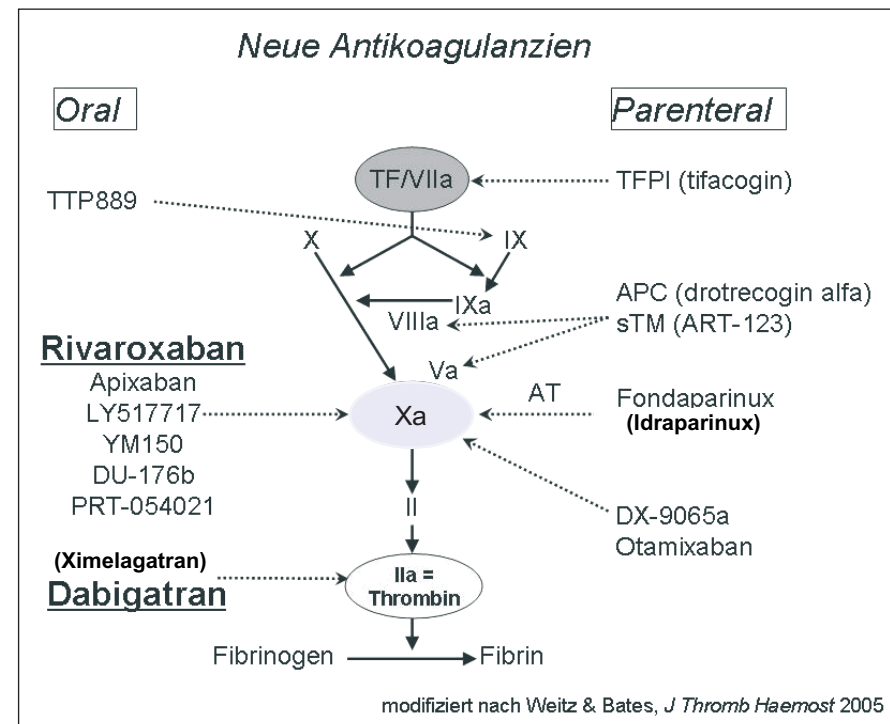 Neue Antikoagulanzien
Oral
Parenteral
TF/VIIa
TFPI (tifacogin)
TTP889
X
IX
IXa
VIIIa
APC (drotrecogin alfa)
sTM (ART-123)
Rivaroxaban
Apixaban
LY517717
YM150
DU-176b
PRT-054021
Va
Xa
AT
Fondaparinux
(Idraparinux)
II
DX-9065a
Otamixaban
(Ximelagatran)
Dabigatran
IIa =
Thrombin
Fibrinogen
Fibrin
modifiziert nach Weitz & Bates, J Thromb Haemost 2005